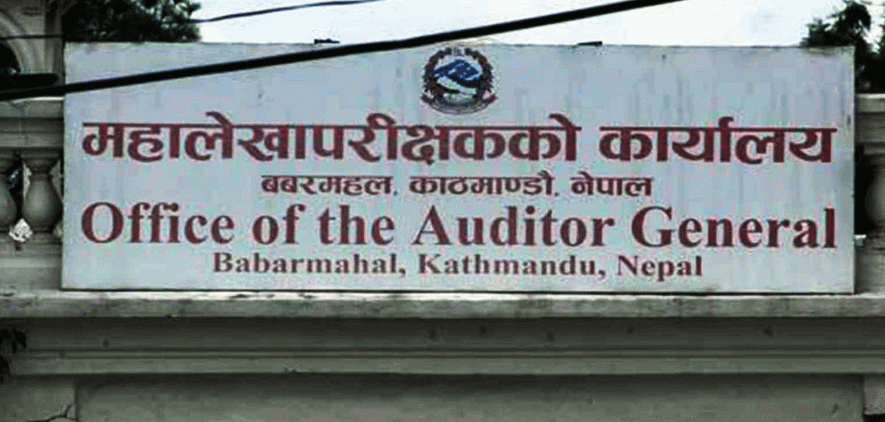 महालेखापरीक्षकको कार्यालय
बबरमहल, काठमाण्डौ, नेपाल
Office of the Auditor General
Babarmahal, Kathmandu, Nepal